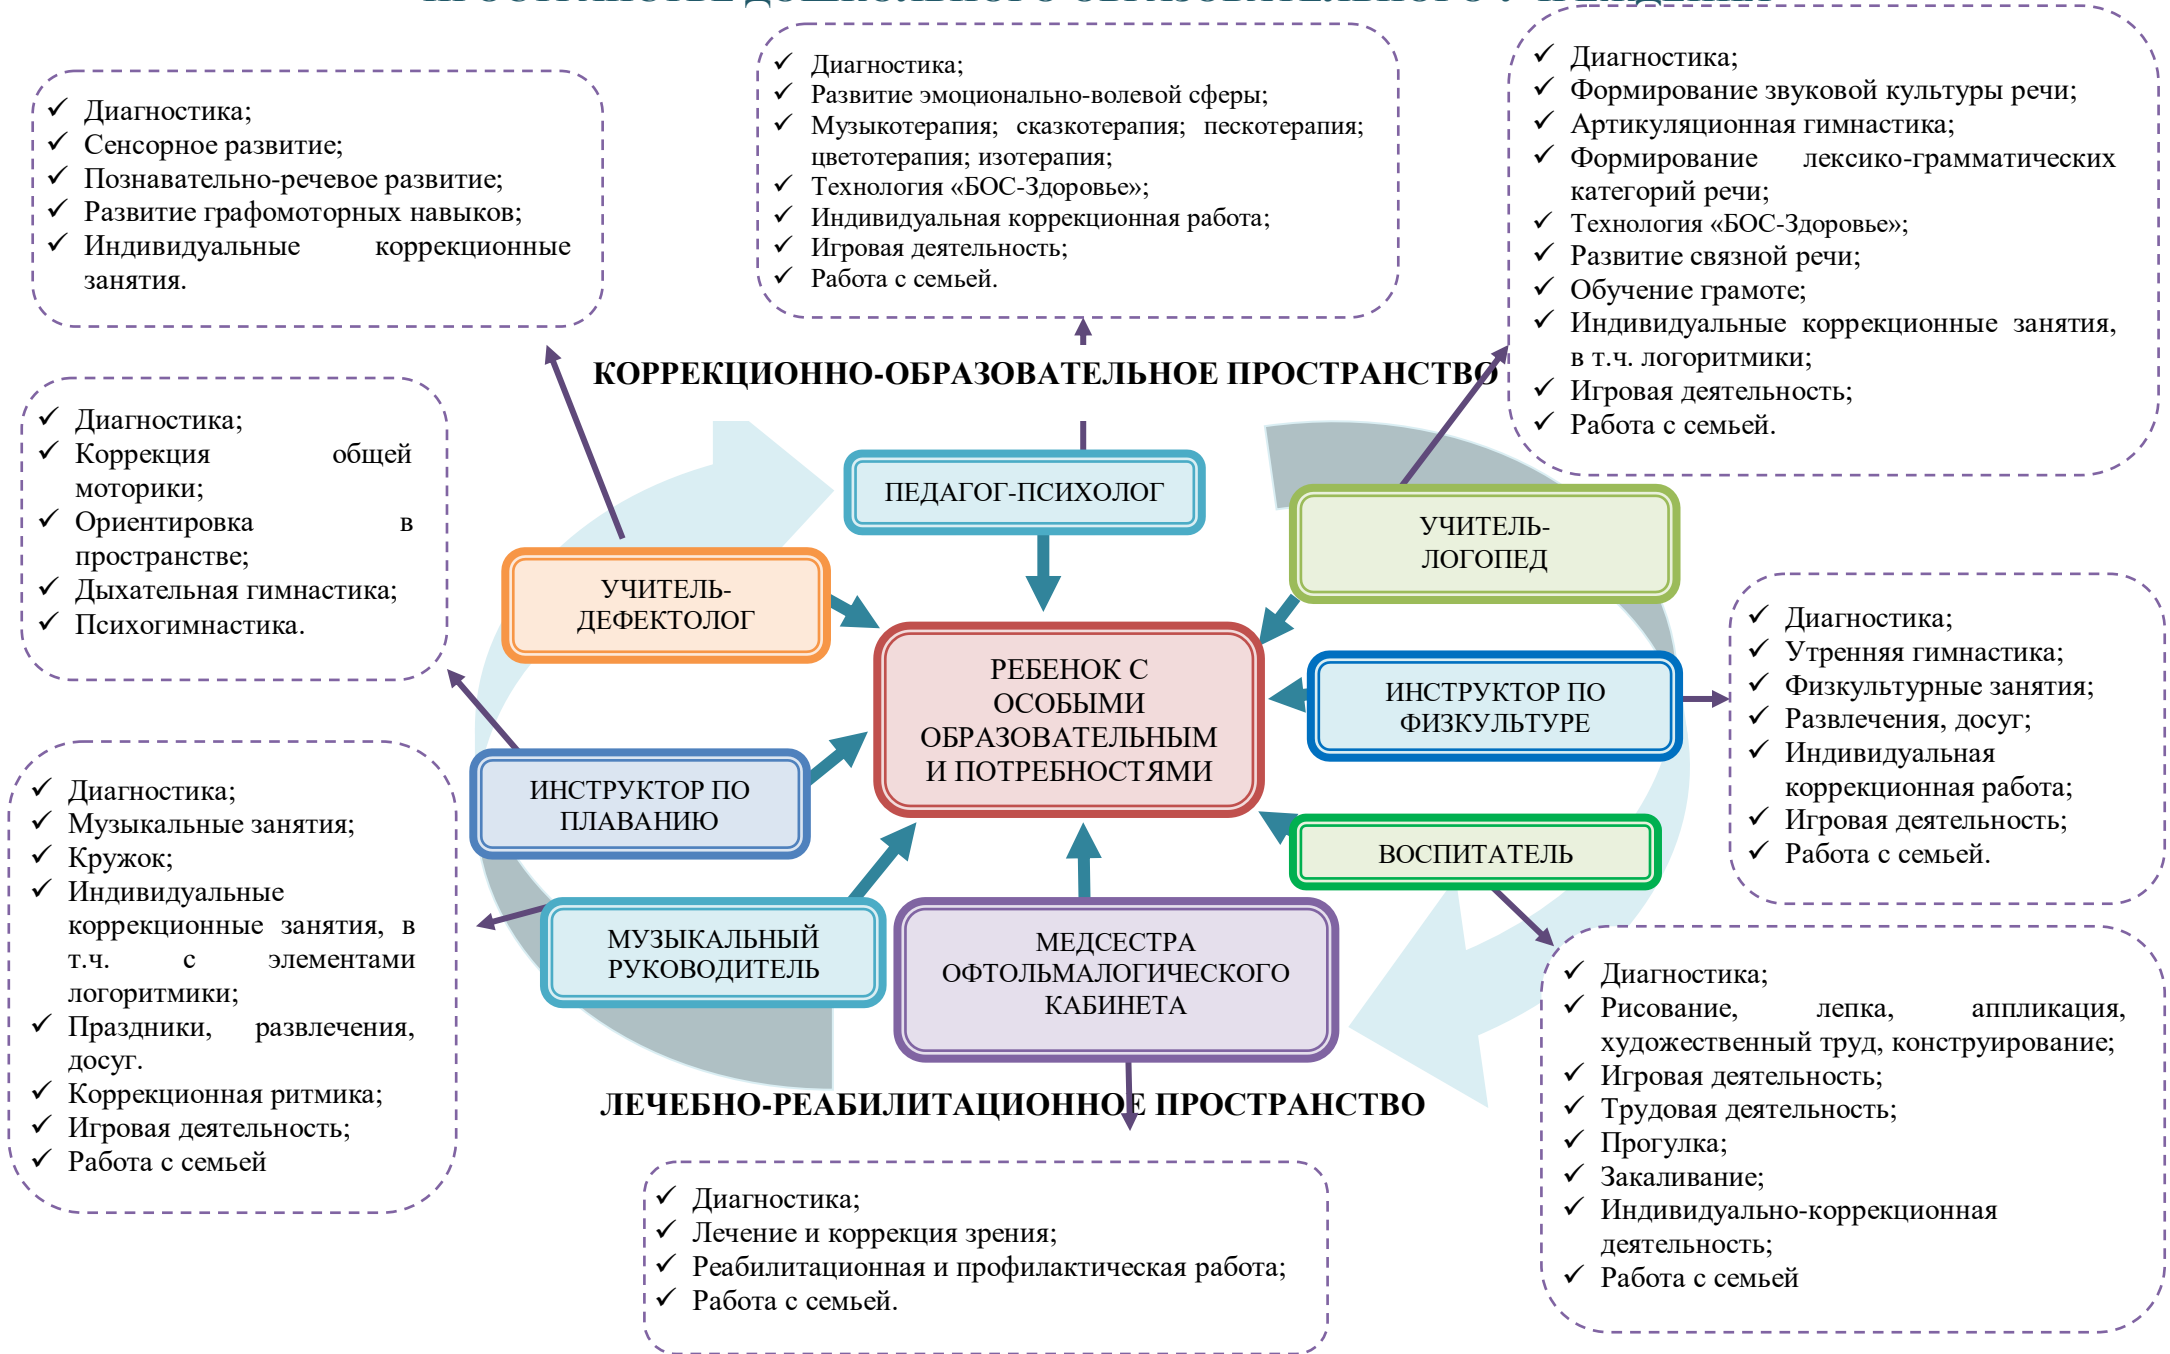 ПРОСТРАНСТВЕ ДОШКОЛЬНОГО ОБРАЗОВАТЕЛЬНОГО УЧРЕЖДЕНИЯ
Диагностика;
Сенсорное развитие;
Познавательно-речевое развитие;
Развитие графомоторных навыков;
Индивидуальные коррекционные
занятия.
Диагностика;
Развитие эмоционально-волевой сферы;
Музыкотерапия; сказкотерапия; пескотерапия;
цветотерапия; изотерапия;
Технология «БОС-Здоровье»;
Индивидуальная коррекционная работа;
Игровая деятельность;
Работа с семьей.
Диагностика;
Формирование звуковой культуры речи;
Артикуляционная гимнастика;
Формирование лексико-грамматических
категорий речи;
Технология «БОС-Здоровье»;
Развитие связной речи;
Обучение грамоте;
Индивидуальные коррекционные занятия,
в т.ч. логоритмики;
Игровая деятельность;
Работа с семьей.
КОРРЕКЦИОННО-ОБРАЗОВАТЕЛЬНОЕ ПРОСТРАНСТВО
Диагностика;
Коррекция общей
моторики;
Ориентировка в
пространстве;
Дыхательная гимнастика;
Психогимнастика.
ПЕДАГОГ-ПСИХОЛОГ
УЧИТЕЛЬ-
ЛОГОПЕД
УЧИТЕЛЬ-
ДЕФЕКТОЛОГ
РЕБЕНОК С
ОСОБЫМИ
ОБРАЗОВАТЕЛЬНЫМ
И ПОТРЕБНОСТЯМИ
ИНСТРУКТОР ПО
ФИЗКУЛЬТУРЕ
Диагностика;
Утренняя гимнастика;
Физкультурные занятия;
Развлечения, досуг;
Индивидуальная
коррекционная работа;
Игровая деятельность;
Работа с семьей.
ИНСТРУКТОР ПО
ПЛАВАНИЮ
ВОСПИТАТЕЛЬ
Диагностика;
Музыкальные занятия;
Кружок;
Индивидуальные
коррекционные занятия, в
т.ч. с элементами
логоритмики;
Праздники, развлечения,
досуг.
Коррекционная ритмика;
Игровая деятельность;
Работа с семьей
МУЗЫКАЛЬНЫЙ
РУКОВОДИТЕЛЬ
МЕДСЕСТРА
ОФТОЛЬМАЛОГИЧЕСКОГО
КАБИНЕТА
Диагностика;
Рисование, лепка, аппликация,
художественный труд, конструирование;
Игровая деятельность;
Трудовая деятельность;
Прогулка;
Закаливание;
Индивидуально-коррекционная
деятельность;
Работа с семьей
ЛЕЧЕБНО-РЕАБИЛИТАЦИОННОЕ ПРОСТРАНСТВО
Диагностика;
Лечение и коррекция зрения;
Реабилитационная и профилактическая работа;
Работа с семьей.